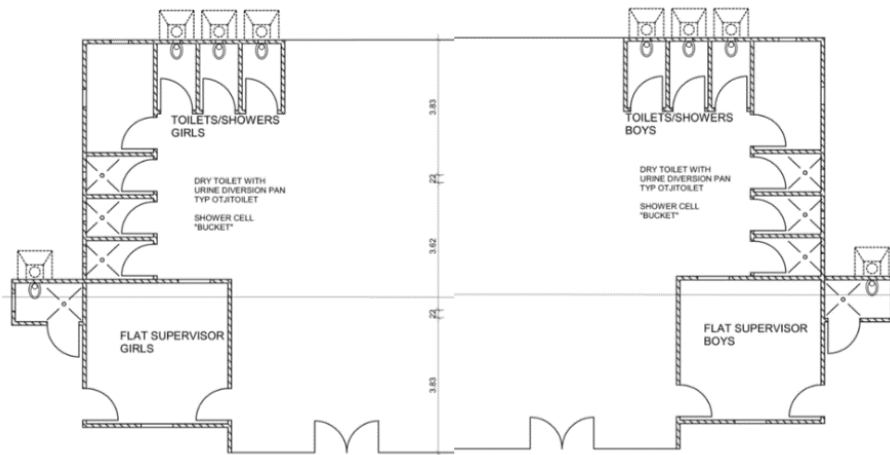 TOILETS/SHOWERS
GIRLS
DRY TOILET WITH
URINE DIVERSION PAN
TYP OTJITOILET
SHOWER CELL
"BUCKET"
FLAT SUPERVISOR
GIRLS
3.83
22
3.62
22
3.83
TOILETS/SHOWERS
BOYS
DRY TOILET WITH
URINE DIVERSION PAN
TYP OTJITOILET
SHOWER CELL
"BUCKET"
FLAT SUPERVISOR
BOYS